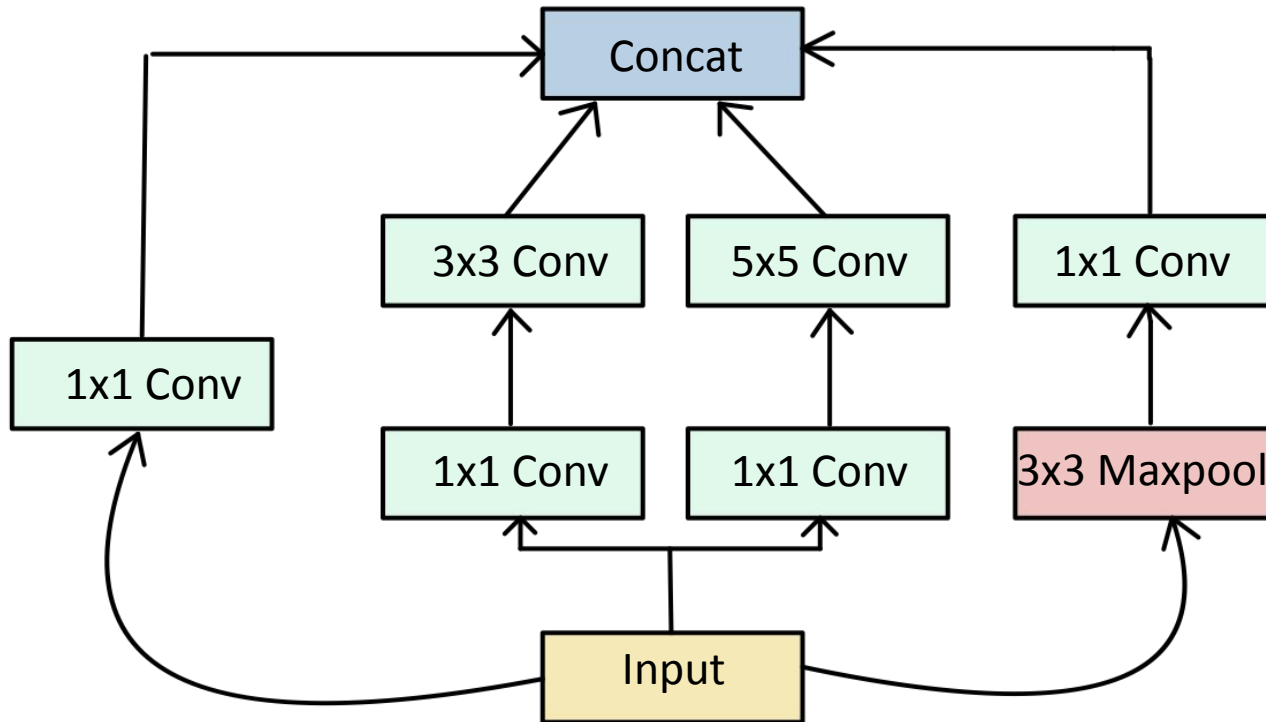 Concat
3x3 Conv
5x5 Conv
1x1 Conv
1x1 Conv
1x1 Conv
1x1 Conv
3x3 Maxpool
Input